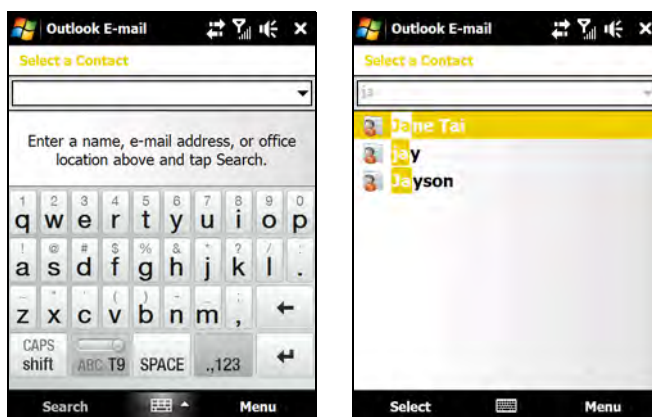 Outlook E-mail
Select a Contact
Enter a name, e-mail address, or office
location above and tap Search.
1 2 3 4 5 6 7 8 9 0
q w e r t y u i o p
! @ # $ % & * ? /
a s d f g h j k l .
z x c v b n m ,
CAPS
shift ABC T9 SPACE .,123
Search Menu
Outlook E-mail
Select a Contact
ja
Jane Tai
jay
Jayson
Select Menu